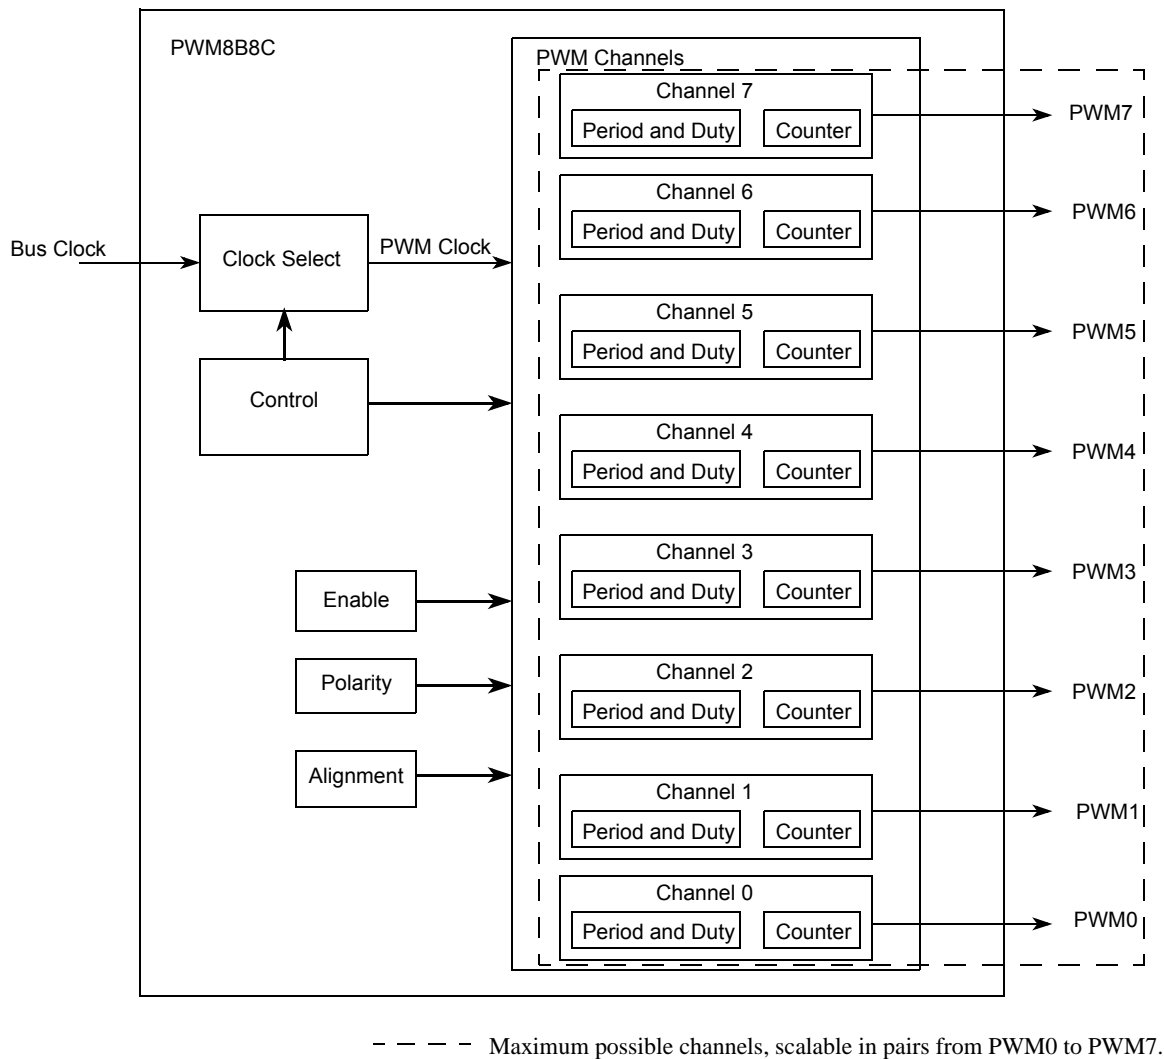 PWM8B8C
PWM Channels
Channel 7
Period and Duty
Counter
PWM7
Channel 6
Period and Duty
Counter
PWM6
Bus Clock
Clock Select
PWM Clock
Channel 5
Period and Duty
Counter
PWM5
Control
Channel 4
Period and Duty
Counter
PWM4
Channel 3
Period and Duty
Counter
PWM3
Enable
Polarity
Channel 2
Period and Duty
Counter
PWM2
Alignment
Channel 1
Period and Duty
Counter
PWM1
Channel 0
Period and Duty
Counter
PWM0
Maximum possible channels, scalable in pairs from PWM0 to PWM7.